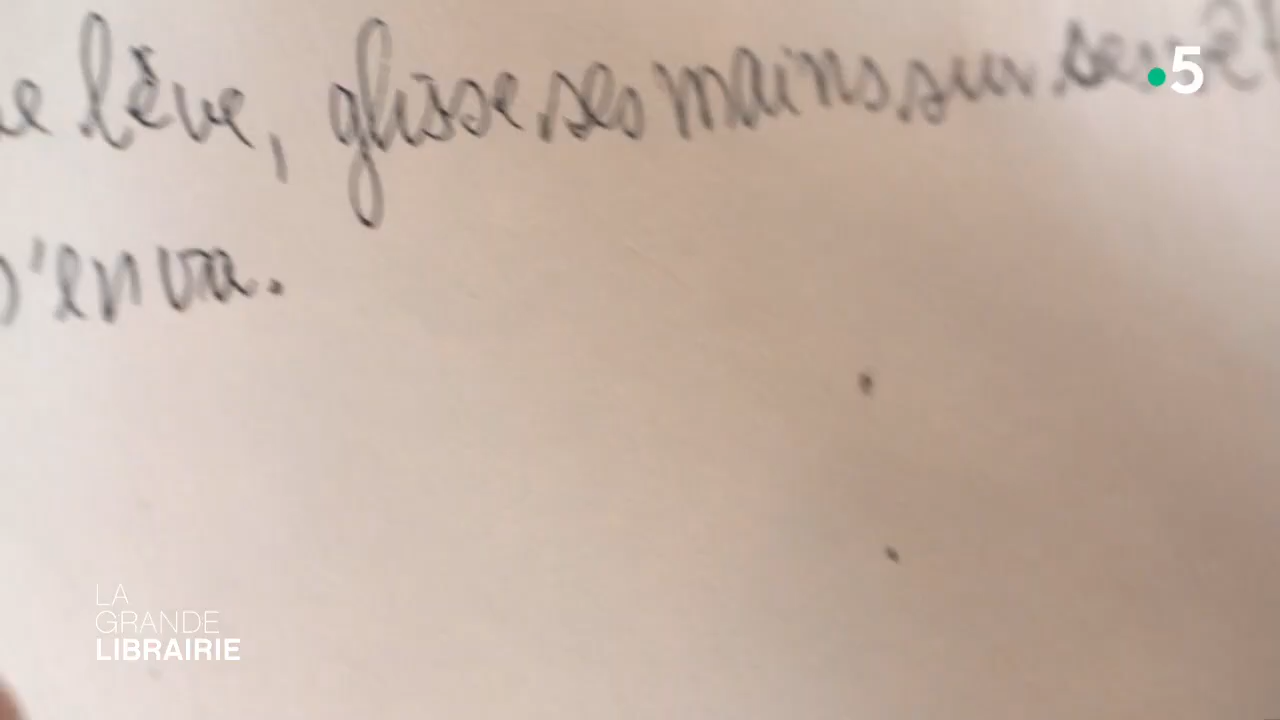 lève, glisse ses mains sur
s'en va.
5
LA
GRANDE
LIBRAIRIE